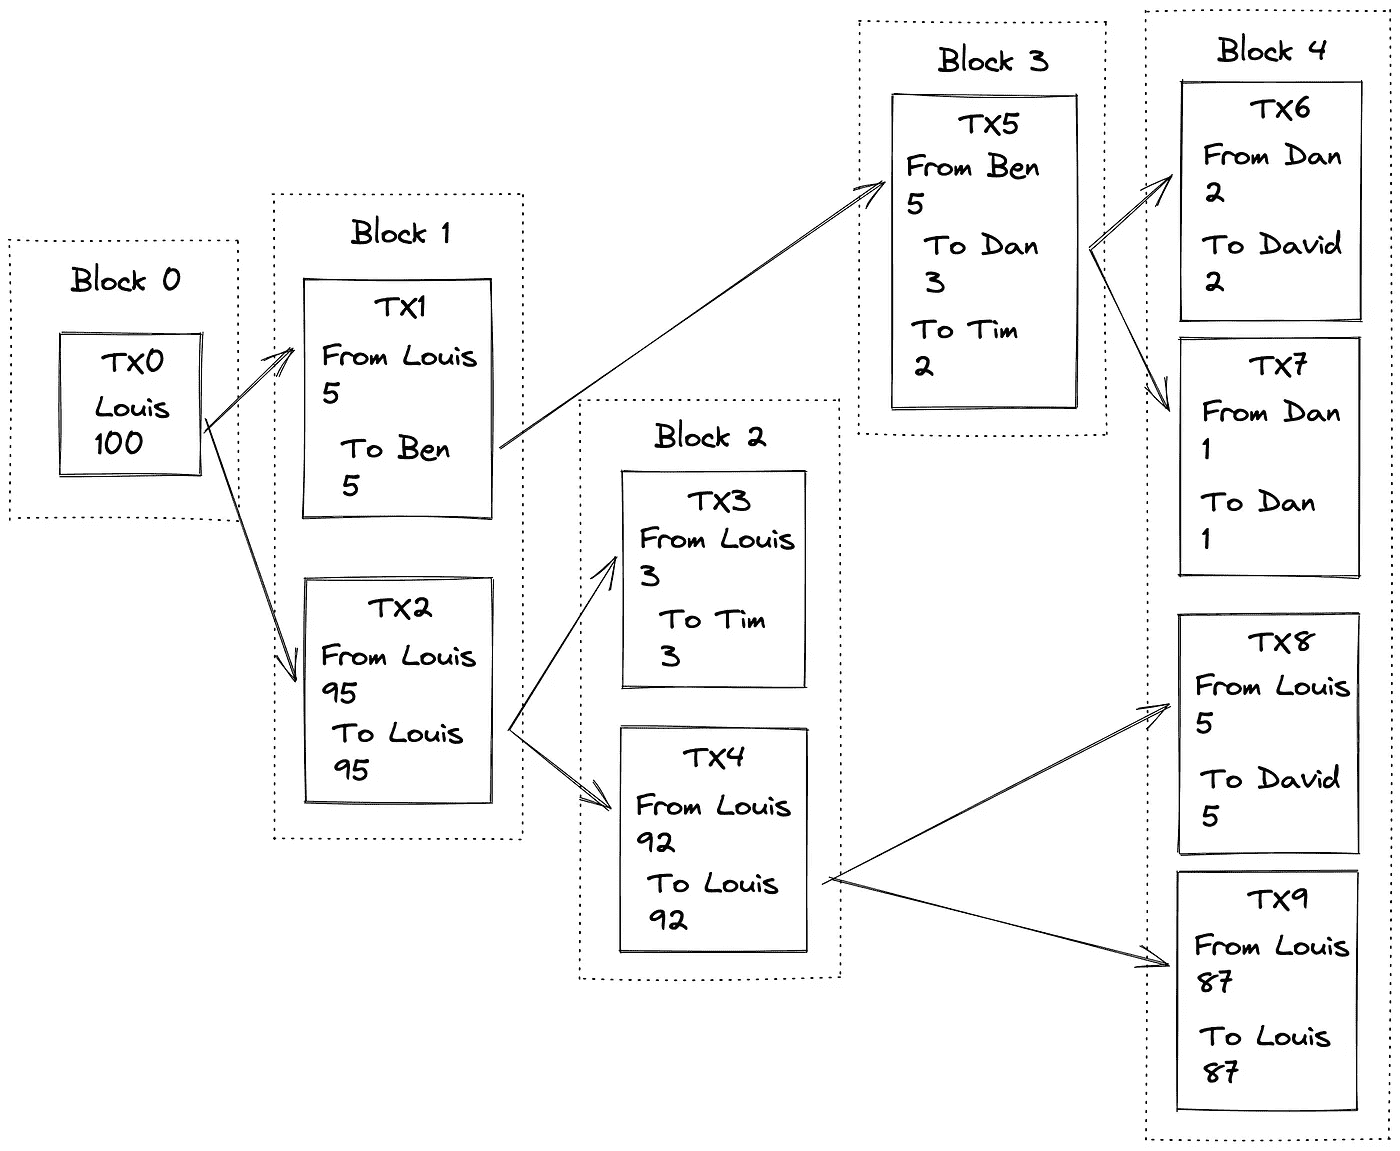 Block 0
TX0
Louis
100
Block 1
TX1
From Louis
5
To Ben
5
TX2
From Louis
95
To Louis
95
Block 2
TX3
From Louis
3
To Tim
3
TX4
From Louis
92
To Louis
92
Block 3
TX5
From Ben
5
To Dan
3
To Tim
2
Block 4
TX6
From Dan
2
To David
2
TX7
From Dan
1
To Dan
1
TX8
From Louis
5
To David
5
TX9
From Louis
87
To Louis
87